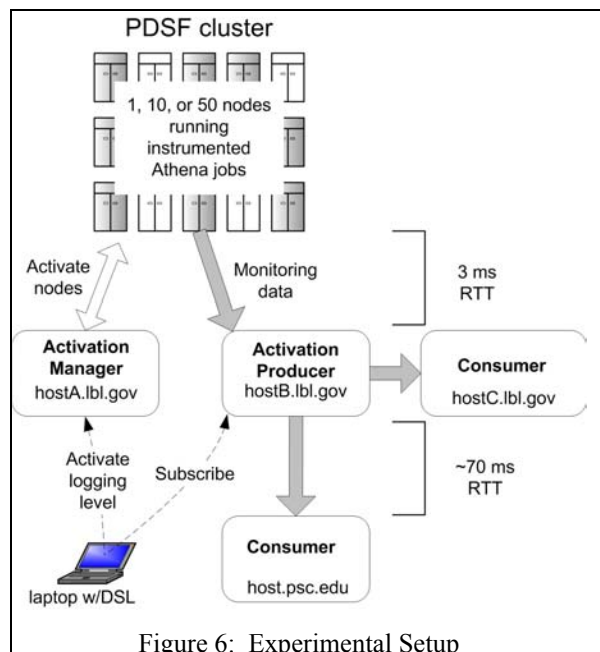 PDSF cluster
1, 10, or 50 nodes
running
instrumented
Athena jobs
Activate
nodes
Monitoring
data
3 ms
RTT
Activation
Manager
hostA.lbl.gov
Activation
Producer
hostB.lbl.gov
Consumer
hostC.lbl.gov
Activate
logging
level
Subscribe
~70 ms
RTT
Consumer
host.psc.edu
laptop w/DSL
Figure 6: Experimental Setup